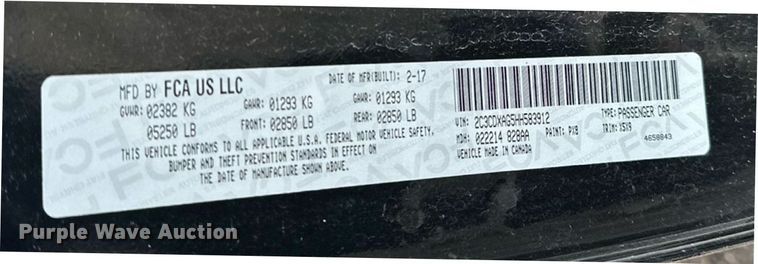 MFD BY FCA US LLC DATE OF MFR(BUILT): 2-17
GVWR: 02382 KG GAWR: 01293 KG GAWR: 01293 KG
05250 LB FRONT: 02850 LB REAR: 02850 LB
THIS VEHICLE CONFORMS TO ALL APPLICABLE U.S.A. FEDERAL MOTOR VEHICLE SAFETY,
BUMPER AND THEFT PREVENTION STANDARDS IN EFFECT ON
THE DATE OF MANUFACTURE SHOWN ABOVE.
VIN: 2C3CDXAG5HH583912 TYPE: PASSENGER CAR
MDH: 022214 828AA PAINT: TRIM:
VEHICLE MADE IN CANADA 4658843
Purple Wave Auction